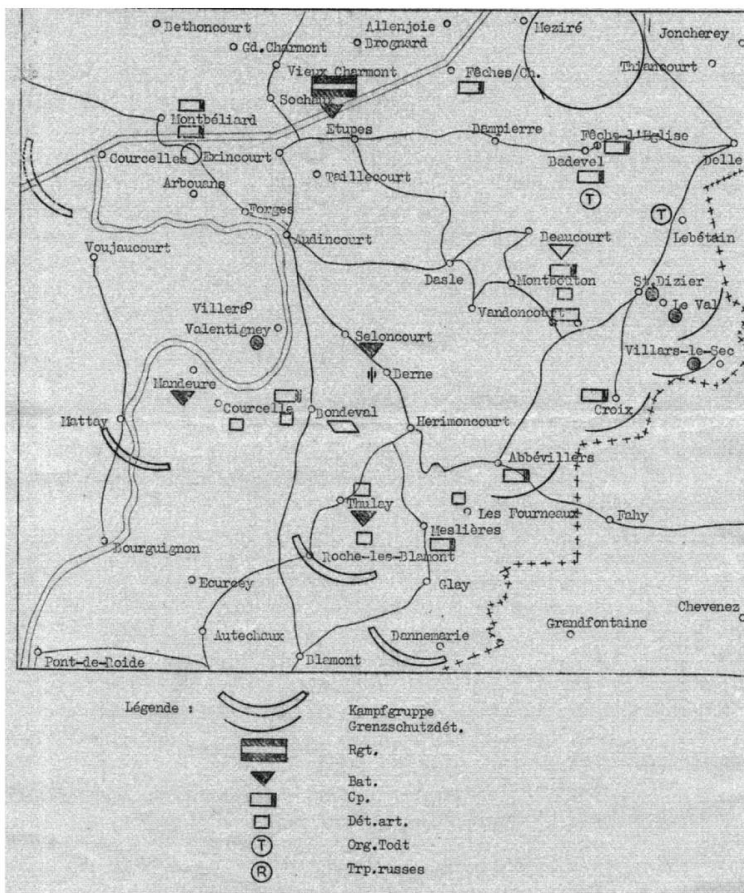 Bethoncourt
Allenjoie
Meziré
Joncherey
Gd.Charmont
Brognard
Thiancourt
Vieux Charmont
Fêches/Ch.
Sochaux
Montbéliard
Etupes
Dampierre
Fêche-l'Eglise
Courcelles
Exincourt
Badevel
Delle
Taillecourt
Arbouans
T
T
Forges
Lebétain
Audincourt
Beaucourt
Voujaucourt
Dasle
Montbouton
St.Dizier
Le Val
Villers
Vandoncourt
Valentigney
Seloncourt
Villars-le-Sec
Mandeure
Berne
Courcelle
Bondeval
Croix
Mattay
Herimoncourt
Abbévillers
Thulay
Les Fourneaux
Fahy
Meslières
Bourguignon
Roche-les-Blamont
Ecurcey
Glay
Chevenez
Autechaux
Dannemarie
Grandfontaine
Pont-de-Roide
Blamont
Légende :
Kampfgruppe
Grenzschutzdét.
Rgt.
Bat.
Cp.
Dét.art.
T Org.Todt
R Trp.russes